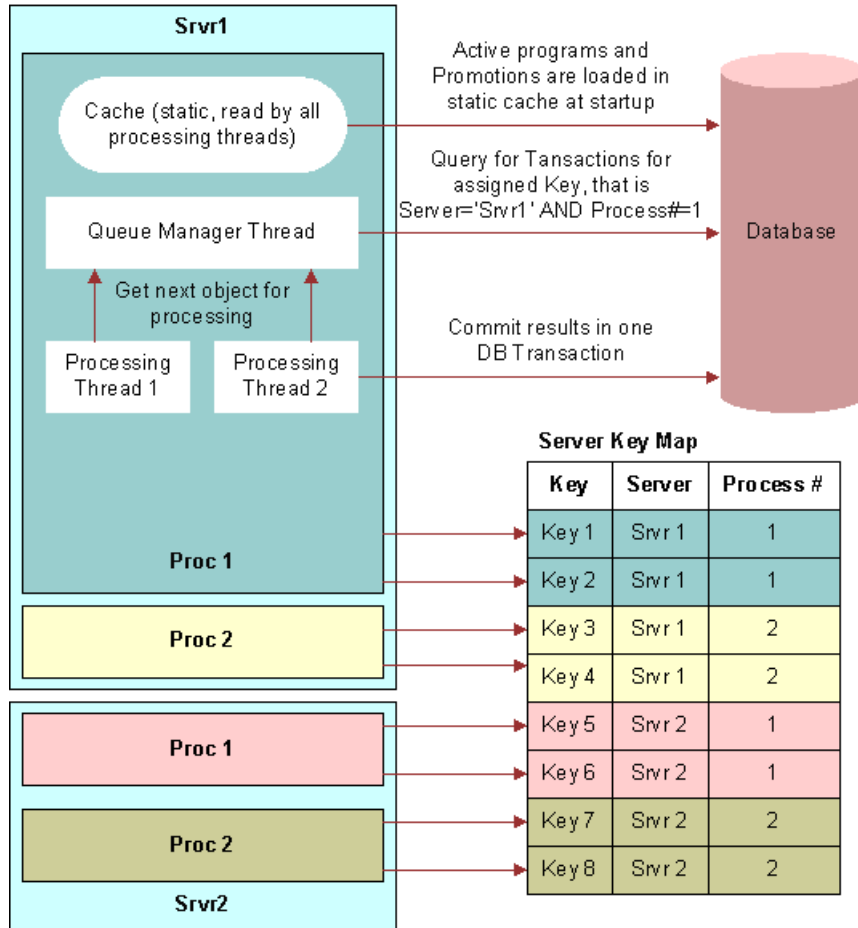 Srvr1
Cache (static, read by all
processing threads)
Active programs and
Promotions are loaded in
static cache at startup
Queue Manager Thread
Query for Tansactions for
assigned Key, that is
Server='Srvr1' AND Process#=1
Database
Get next object for
processing
Processing
Thread 1
Processing
Thread 2
Commit results in one
DB Transaction
Proc 1
Proc 2
Proc 1
Proc 2
Srvr2
Server Key Map
Key Server Process #
Key 1 Srvr 1 1
Key 2 Srvr 1 1
Key 3 Srvr 1 2
Key 4 Srvr 1 2
Key 5 Srvr 2 1
Key 6 Srvr 2 1
Key 7 Srvr 2 2
Key 8 Srvr 2 2